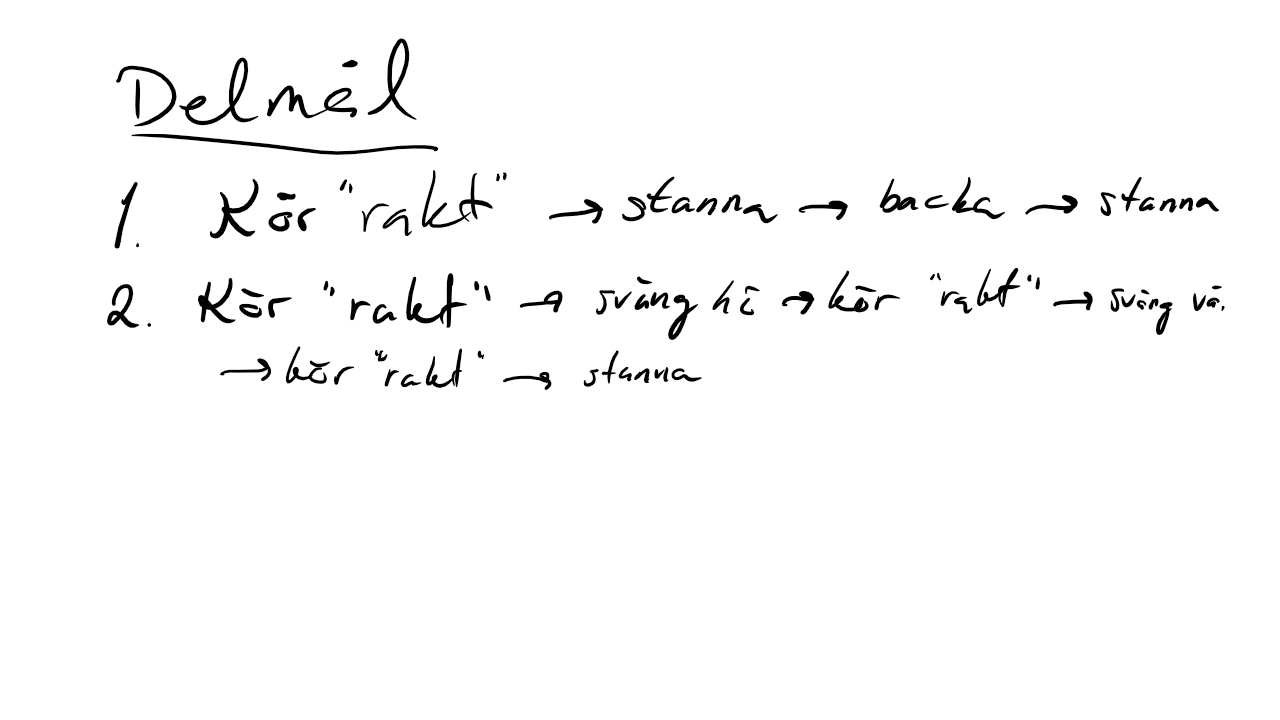 Delmål
1. Kör "rakt" → stanna → backa → stanna
2. Kör "rakt" → sväng hö → kör "rakt" → sväng vä.
→ kör "rakt" → stanna